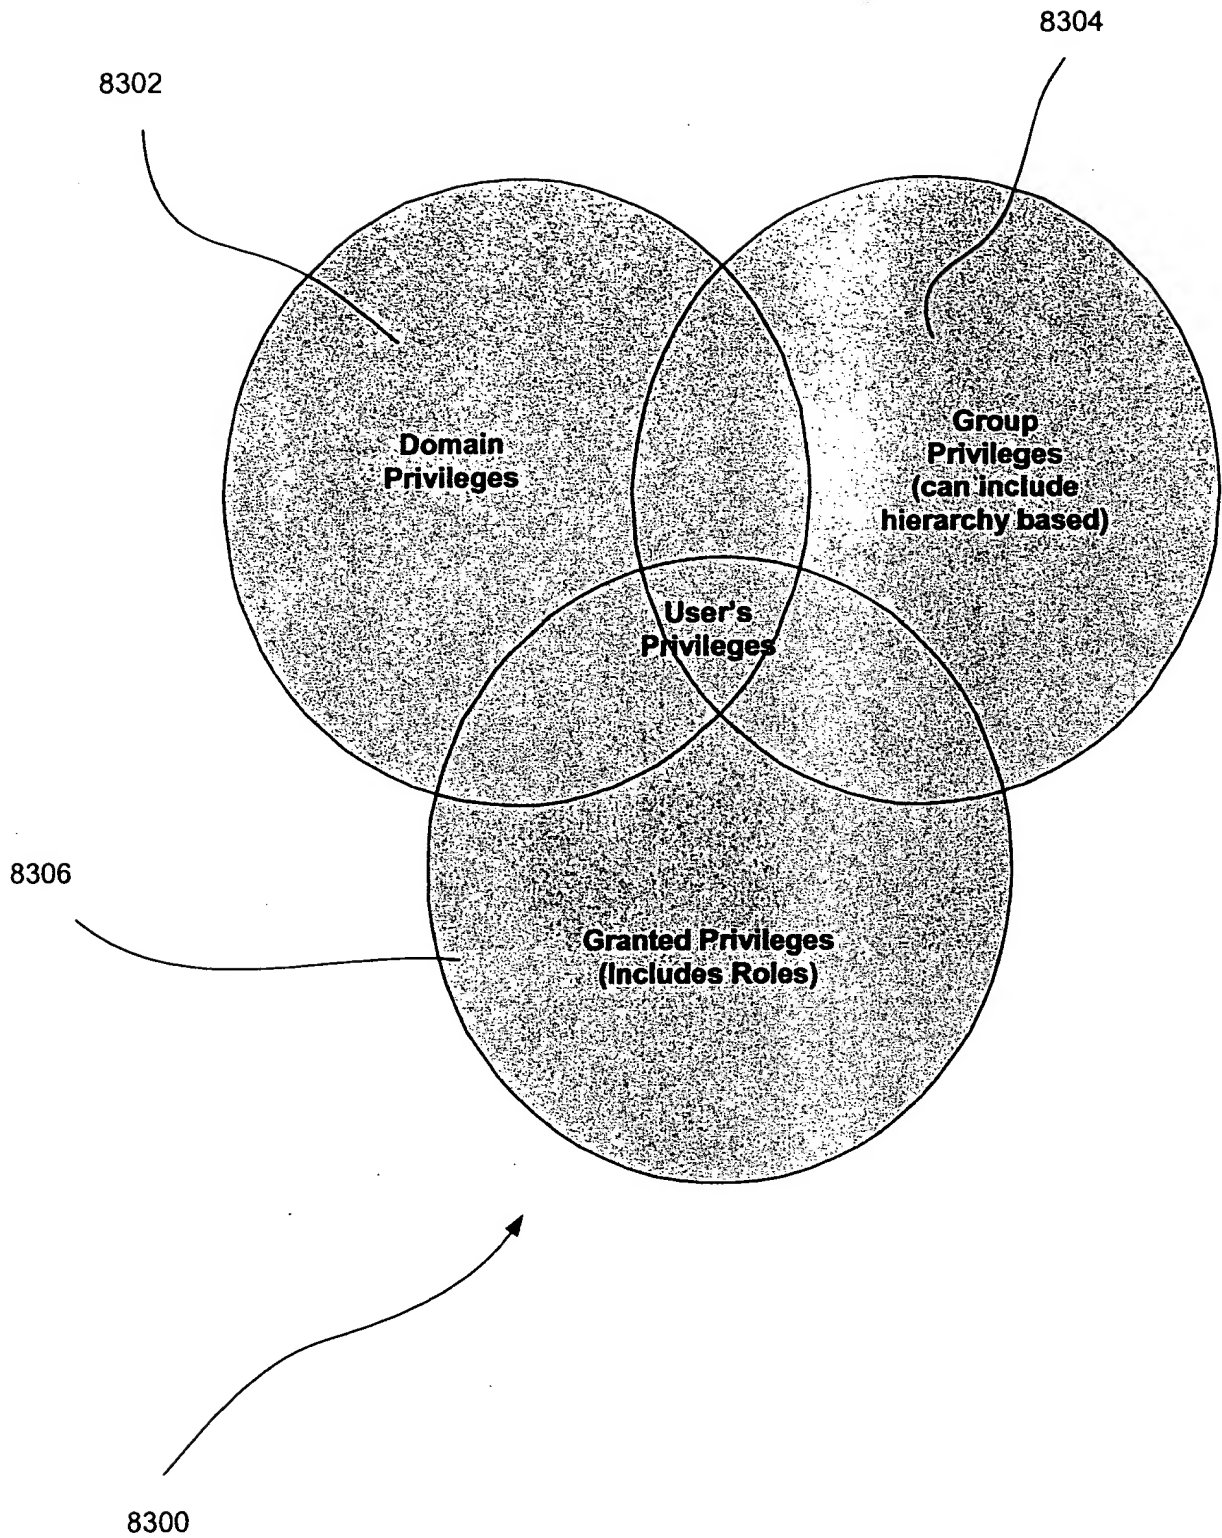 8304
8302
Domain
Privileges
Group
Privileges
(can include
hierarchy based)
User's
Privileges
8306
Granted Privileges
(Includes Roles)
8300